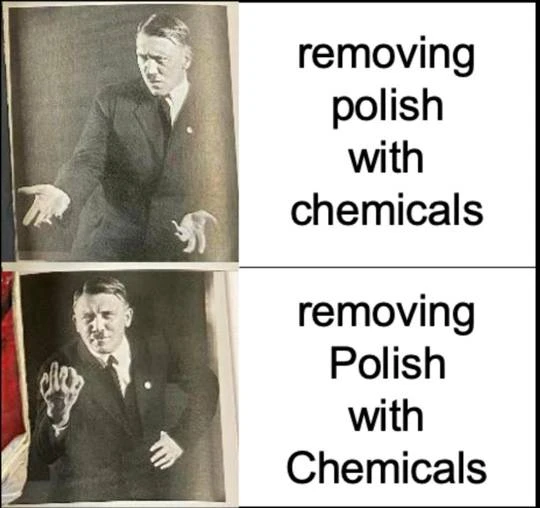 removing
polish
with
chemicals
removing
Polish
with
Chemicals